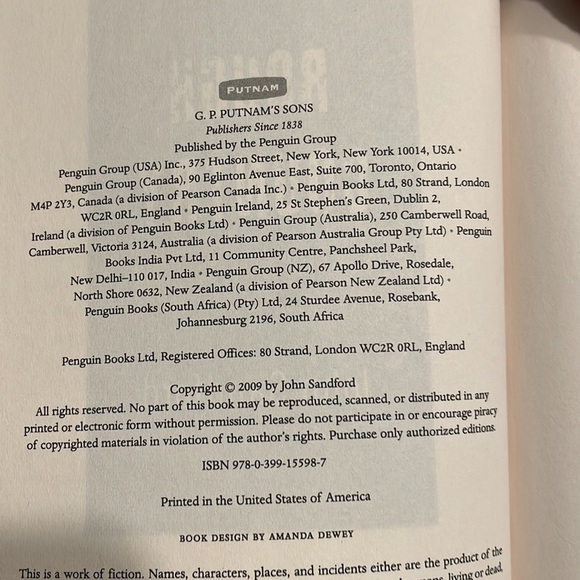 PUTNAM
G. P. PUTNAM'S SONS
Publishers Since 1838
Published by the Penguin Group
Penguin Group (USA) Inc., 375 Hudson Street, New York, New York 10014, USA •
Penguin Group (Canada), 90 Eglinton Avenue East, Suite 700, Toronto, Ontario
M4P 2Y3, Canada (a division of Pearson Canada Inc.) • Penguin Books Ltd, 80 Strand, London
WC2R 0RL, England • Penguin Ireland, 25 St Stephen's Green, Dublin 2,
Ireland (a division of Penguin Books Ltd) • Penguin Group (Australia), 250 Camberwell Road,
Camberwell, Victoria 3124, Australia (a division of Pearson Australia Group Pty Ltd) • Penguin
Books India Pvt Ltd, 11 Community Centre, Panchsheel Park,
New Delhi–110 017, India • Penguin Group (NZ), 67 Apollo Drive, Rosedale,
North Shore 0632, New Zealand (a division of Pearson New Zealand Ltd) •
Penguin Books (South Africa) (Pty) Ltd, 24 Sturdee Avenue, Rosebank,
Johannesburg 2196, South Africa
Penguin Books Ltd, Registered Offices: 80 Strand, London WC2R 0RL, England
Copyright © 2009 by John Sandford
All rights reserved. No part of this book may be reproduced, scanned, or distributed in any
printed or electronic form without permission. Please do not participate in or encourage piracy
of copyrighted materials in violation of the author's rights. Purchase only authorized editions.
ISBN 978-0-399-15598-7
Printed in the United States of America
BOOK DESIGN BY AMANDA DEWEY
This is a work of fiction. Names, characters, places, and incidents either are the product of the
living or dead